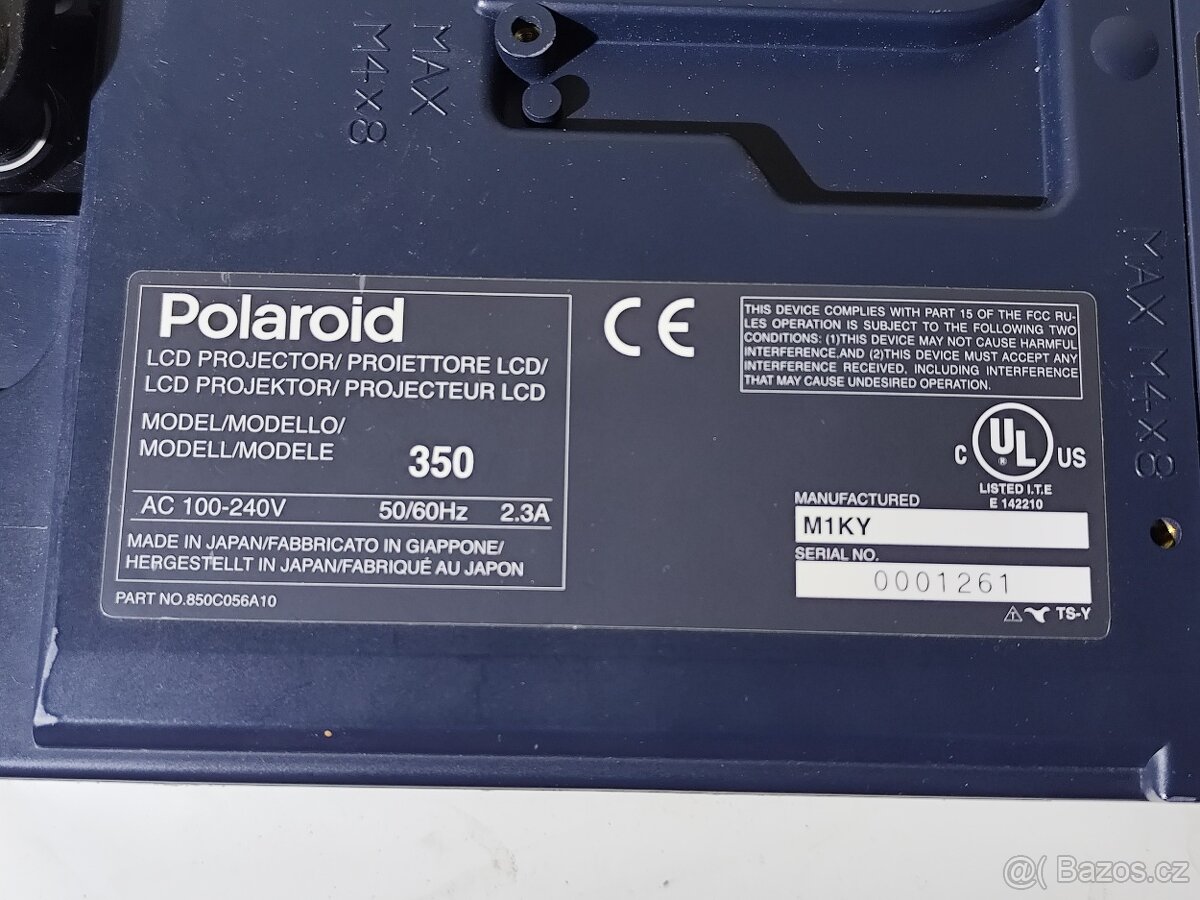 MAX
M4x8
Polaroid
LCD PROJECTOR/ PROIETTORE LCD/
LCD PROJEKTOR/ PROJECTEUR LCD
MODEL/MODELLO/
MODELL/MODELE
350
AC 100-240V 50/60Hz 2.3A
MADE IN JAPAN/FABBRICATO IN GIAPPONE/
HERGESTELLT IN JAPAN/FABRIQUÉ AU JAPON
PART NO.850C056A10
CE
THIS DEVICE COMPLIES WITH PART 15 OF THE FCC RU-
LES OPERATION IS SUBJECT TO THE FOLLOWING TWO
CONDITIONS: (1)THIS DEVICE MAY NOT CAUSE HARMFUL
INTERFERENCE,AND (2)THIS DEVICE MUST ACCEPT ANY
INTERFERENCE RECEIVED, INCLUDING INTERFERENCE
THAT MAY CAUSE UNDESIRED OPERATION.
C UL ® US
LISTED I.T.E
E 142210
MANUFACTURED
M1KY
SERIAL NO.
0001261
TS-Y
MAX M4x8
@( Bazos.cz